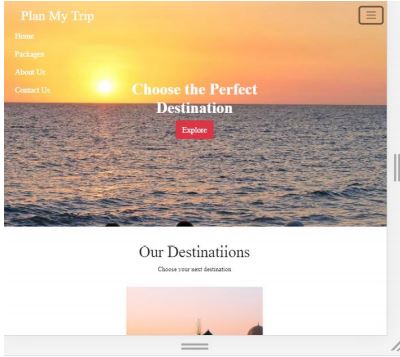 Plan My Trip
Home
Packages
About Us
Contact Us
Choose the Perfect
Destination
Explore
Our Destinatiions
Choose your next destination